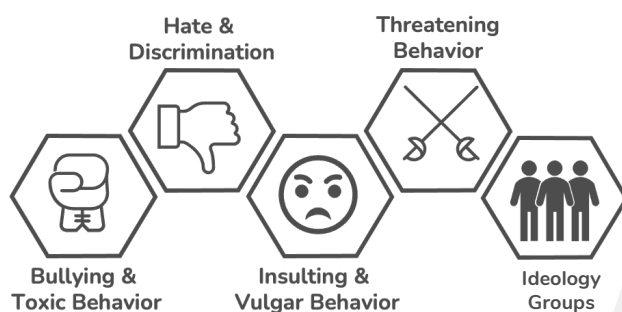 Hate &
Discrimination
Threatening
Behavior
Bullying &
Toxic Behavior
Insulting &
Vulgar Behavior
Ideology
Groups